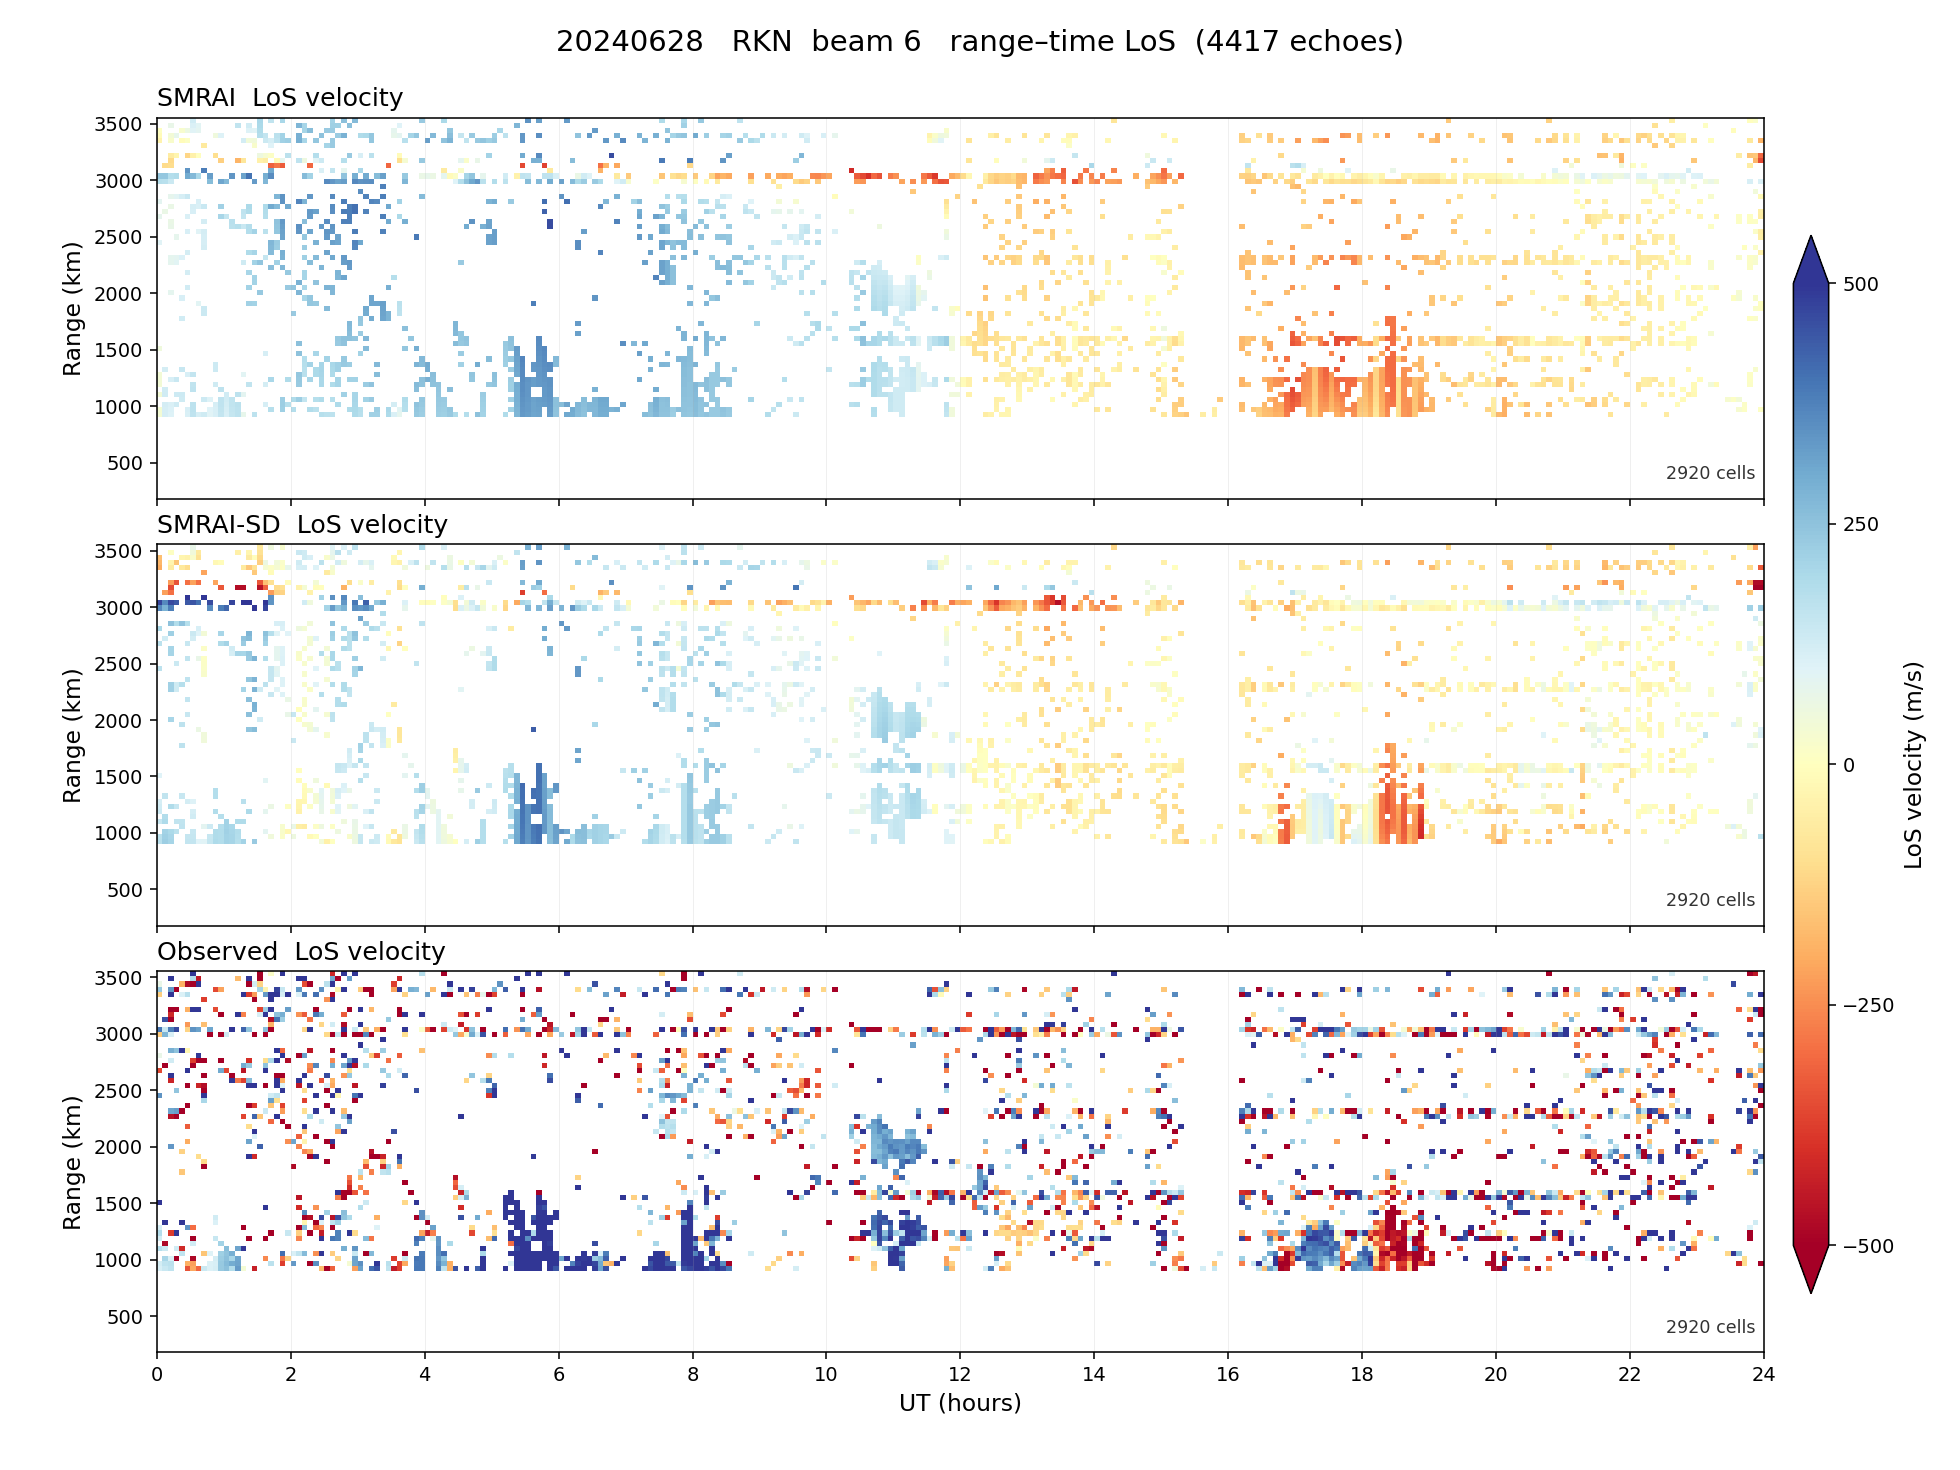 20240628   RKN  beam 6   range–time LoS  (4417 echoes)
SMRAI  LoS velocity
3500
3000
2500
2000
1500
1000
500
Range (km)
2920 cells
SMRAI-SD  LoS velocity
3500
3000
2500
2000
1500
1000
500
Range (km)
2920 cells
Observed  LoS velocity
3500
3000
2500
2000
1500
1000
500
Range (km)
2920 cells
0 2 4 6 8 10 12 14 16 18 20 22 24
UT (hours)
500
250
0
−250
−500
LoS velocity (m/s)